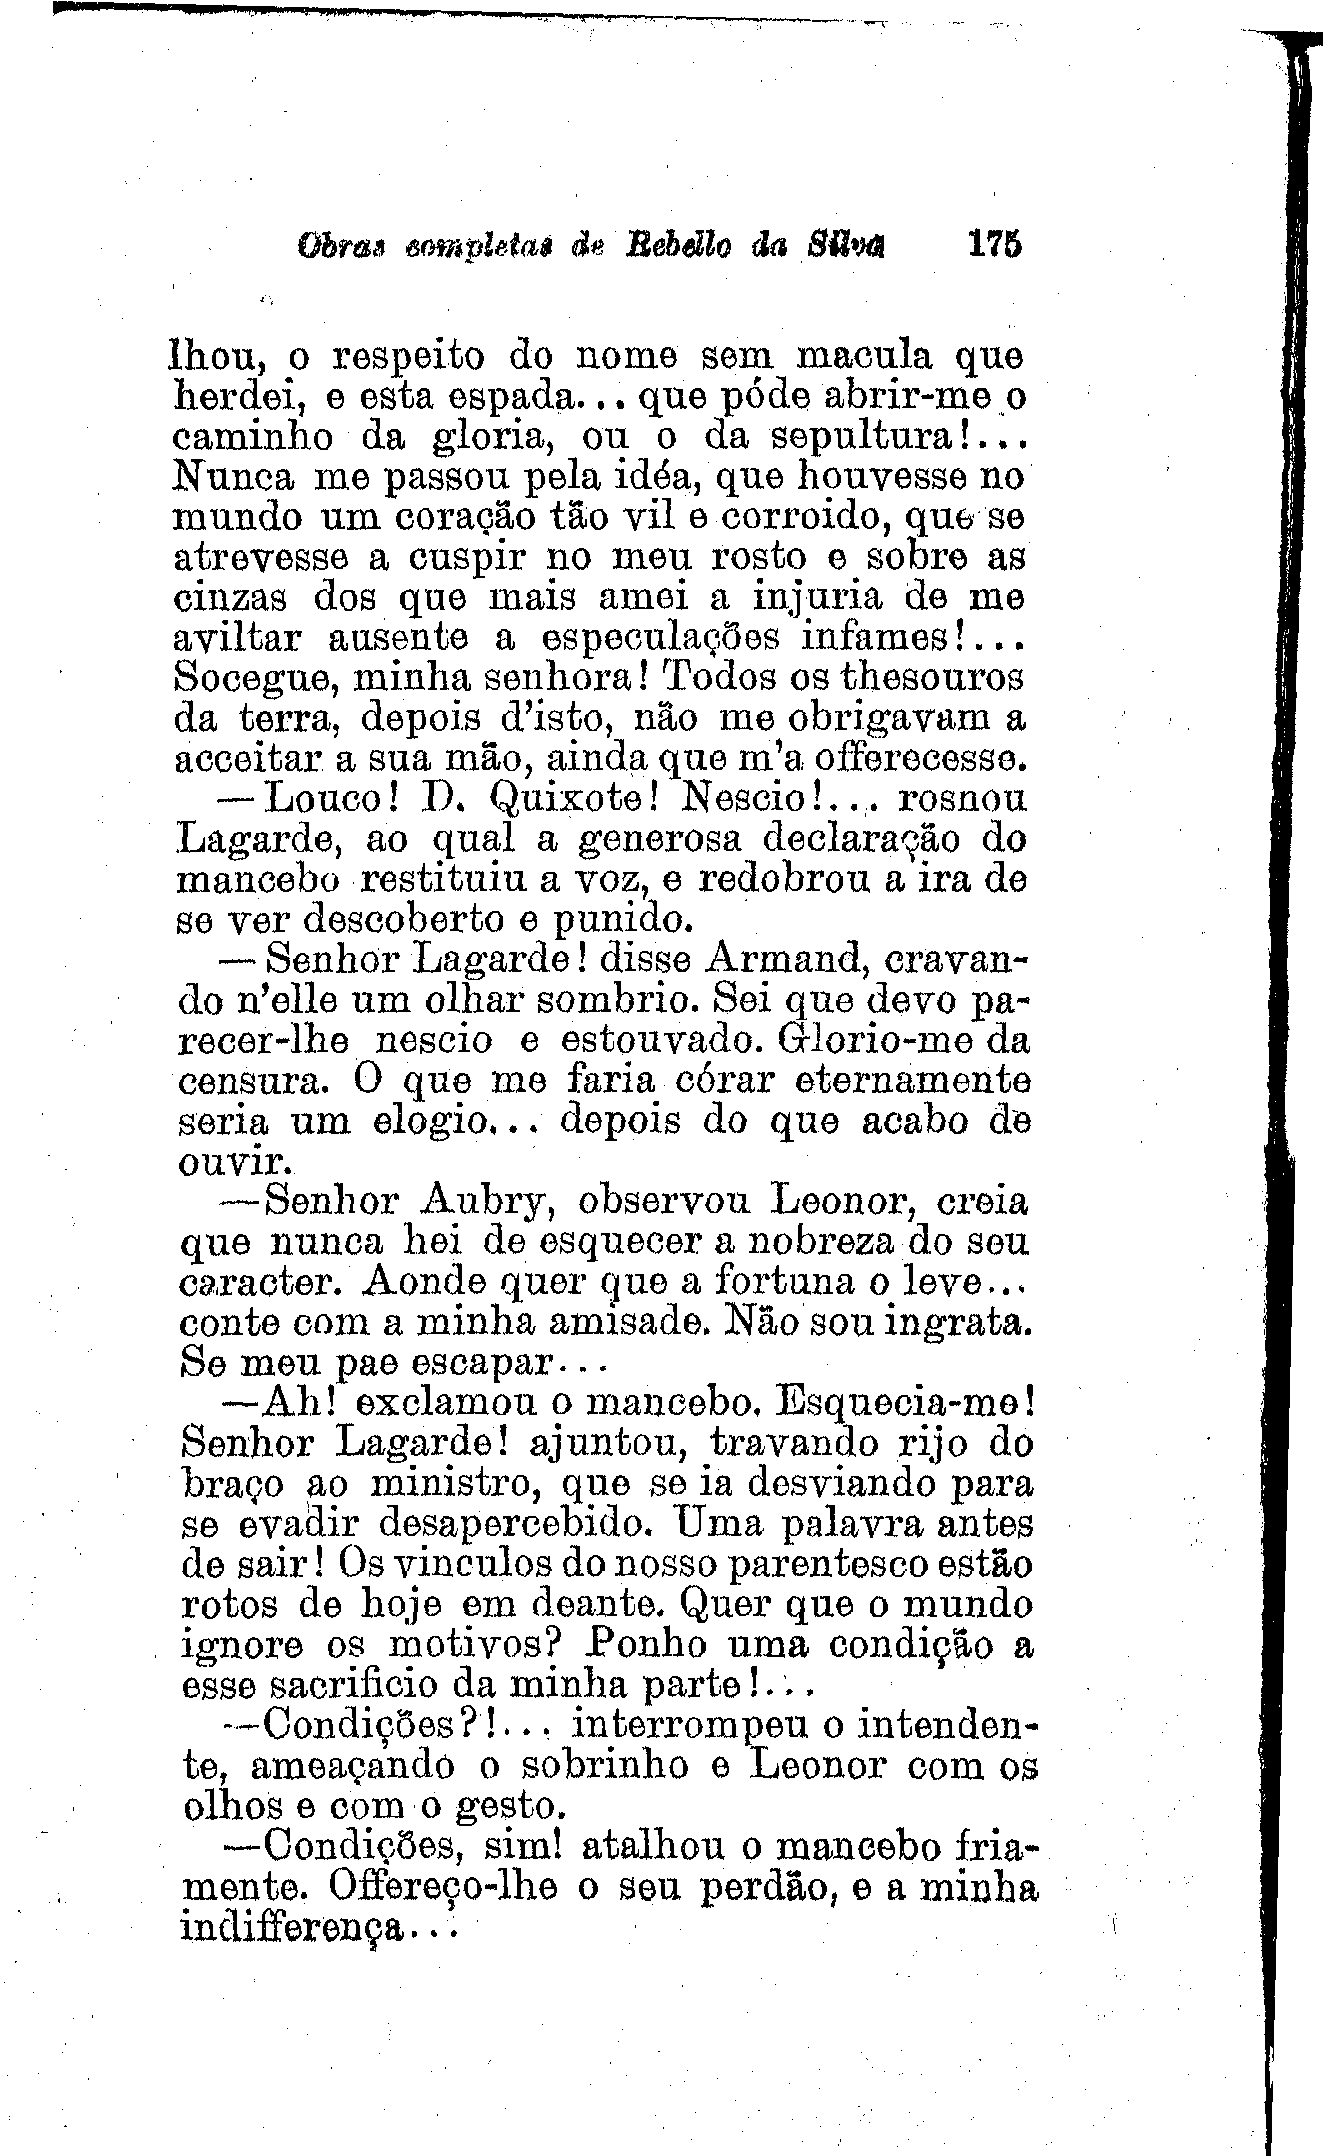 Obras completas de Rebello da Silva 175
lhou, o respeito do nome sem macula que
herdei, e esta espada... que póde abrir-me o
caminho da gloria, ou o da sepultura!...
Nunca me passou pela idéa, que houvesse no
mundo um coração tão vil e corroido, que se
atrevesse a cuspir no meu rosto e sobre as
cinzas dos que mais amei a injuria de me
aviltar ausente a especulações infames!...
Socegue, minha senhora! Todos os thesouros
da terra, depois d'isto, não me obrigavam a
acceitar a sua mão, ainda que m'a offerecesse.
— Louco! D. Quixote! Nescio!... rosnou
Lagarde, ao qual a generosa declaração do
mancebo restituiu a voz, e redobrou a ira de
se ver descoberto e punido.
— Senhor Lagarde! disse Armand, cravan-
do n'elle um olhar sombrio. Sei que devo pa-
recer-lhe nescio e estouvado. Glorio-me da
censura. O que me faria córar eternamente
seria um elogio... depois do que acabo de
ouvir.
—Senhor Aubry, observou Leonor, creia
que nunca hei de esquecer a nobreza do seu
caracter. Aonde quer que a fortuna o leve...
conte com a minha amisade. Não sou ingrata.
Se meu pae escapar...
—Ah! exclamou o mancebo. Esquecia-me!
Senhor Lagarde! ajuntou, travando rijo do
braço ao ministro, que se ia desviando para
se evadir desapercebido. Uma palavra antes
de sair! Os vinculos do nosso parentesco estão
rotos de hoje em deante. Quer que o mundo
ignore os motivos? Ponho uma condição a
esse sacrificio da minha parte!...
—Condições?!... interrompeu o intenden-
te, ameaçando o sobrinho e Leonor com os
olhos e com o gesto.
—Condições, sim! atalhou o mancebo fria-
mente. Offereço-lhe o seu perdão, e a minha
indifferença...